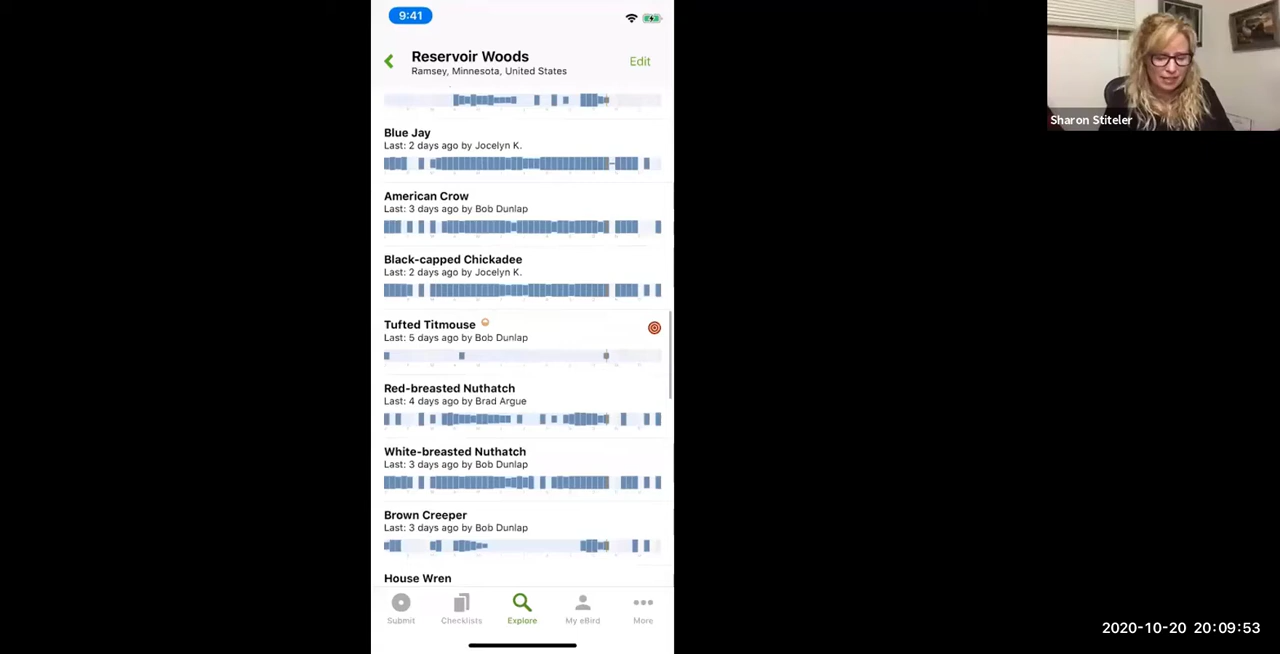 9:41
Reservoir Woods
Ramsey, Minnesota, United States
Edit
Blue Jay
Last: 2 days ago by Jocelyn K.
American Crow
Last: 3 days ago by Bob Dunlap
Black-capped Chickadee
Last: 2 days ago by Jocelyn K.
Tufted Titmouse
Last: 5 days ago by Bob Dunlap
Red-breasted Nuthatch
Last: 4 days ago by Brad Argue
White-breasted Nuthatch
Last: 3 days ago by Bob Dunlap
Brown Creeper
Last: 3 days ago by Bob Dunlap
House Wren
Submit
Checklists
Explore
My eBird
More
Sharon Stiteler
2020-10-20 20:09:53